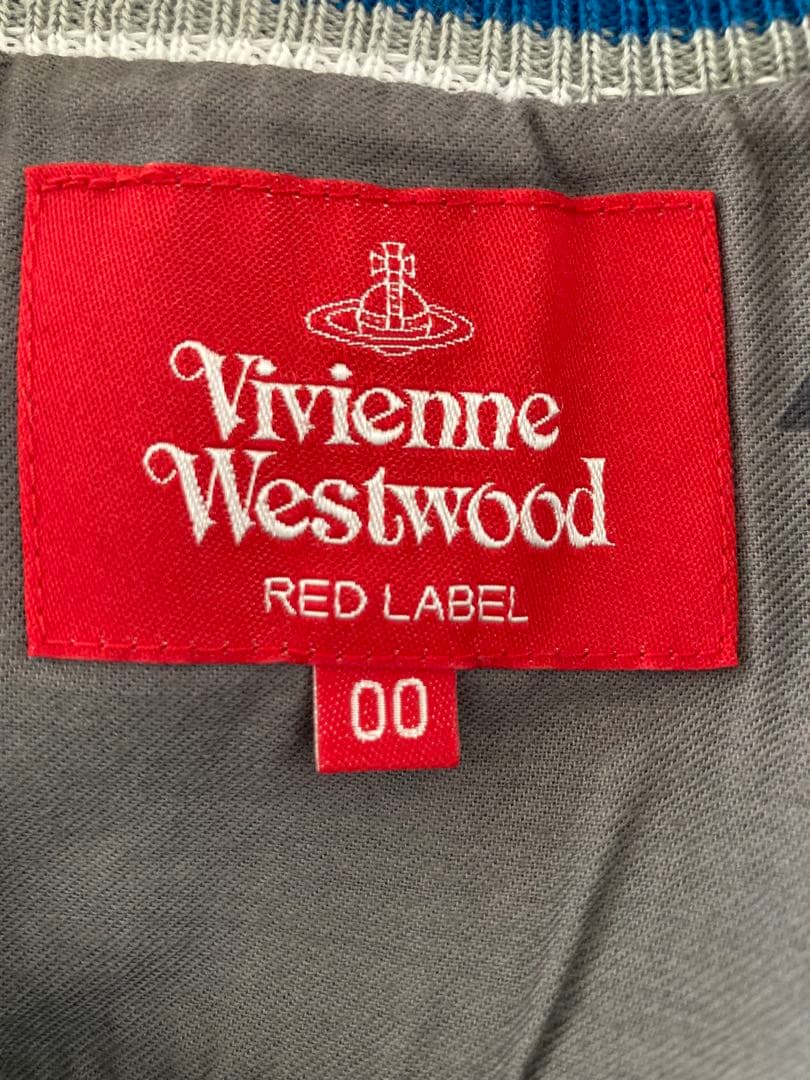 Vivienne
Westwood
RED LABEL
00